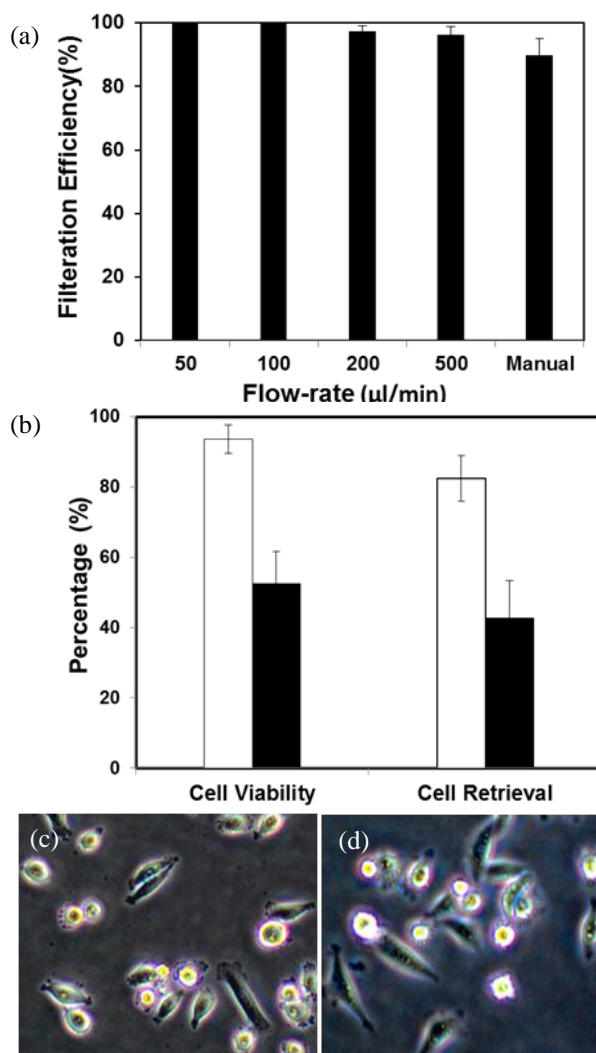 (a)
Filteration Efficiency(%)
100
80
60
40
20
0
50 100 200 500 Manual
Flow-rate (µl/min)
(b)
Percentage (%)
100
80
60
40
20
0
Cell Viability Cell Retrieval
(c) (d)